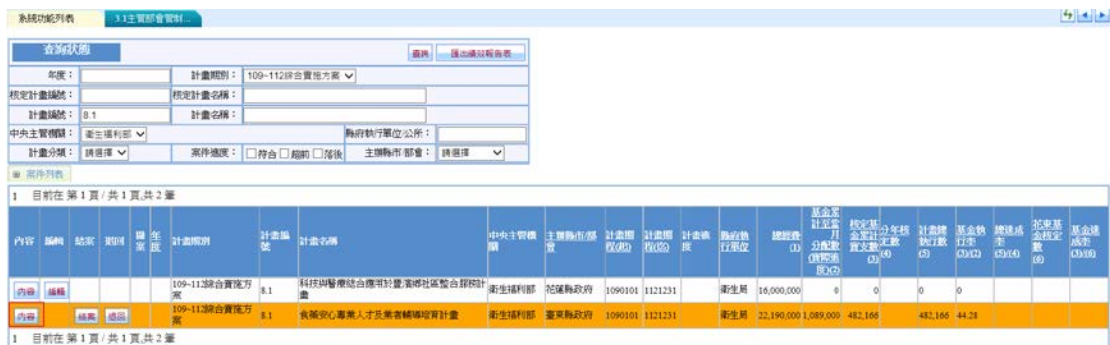 系統功能列表
3.1主管部會管制...
查詢狀態
查詢 匯出績效報告表
年度：
計畫期別： 109~112綜合實施方案
核定計畫編號：
核定計畫名稱：
計畫編號： 8.1
計畫名稱：
中央主管機關： 衛生福利部
縣府執行單位/公所：
計畫分類： 請選擇
案件進度： 符合 超前 落後
主辦縣市/部會： 請選擇
案件列表
1 目前在 第 1 頁 / 共 1 頁,共 2 筆
內容 編輯 結案 退回 年度 計畫期別 計畫編號 計畫名稱 中央主管機關 主辦縣市/部會 計畫期程(起) 計畫期程(迄) 計畫進度 縣府執行單位 總經費(1) 基金累計至當月分配數(實際進度)(2) 核定基金累計實支數(3) 分年核定數(4) 計畫總執行數(5) 基金執行率(3)/(2) 總達成率(5)/(4) 花東基金核定數(6) 基金達成率(3)/(6)
內容 編輯 109~112綜合實施方案 8.1 科技與醫療結合應用於豐濱鄉社區整合醫療計畫 衛生福利部 花蓮縣政府 1090101 1121231 衛生局 16,000,000 0 0 0 0
內容 結案 退回 109~112綜合實施方案 8.1 食藥安心專業人才及業者輔導培育計畫 衛生福利部 臺東縣政府 1090101 1121231 衛生局 22,190,000 1,089,000 482,166 482,166 44.28
1 目前在 第 1 頁 / 共 1 頁,共 2 筆